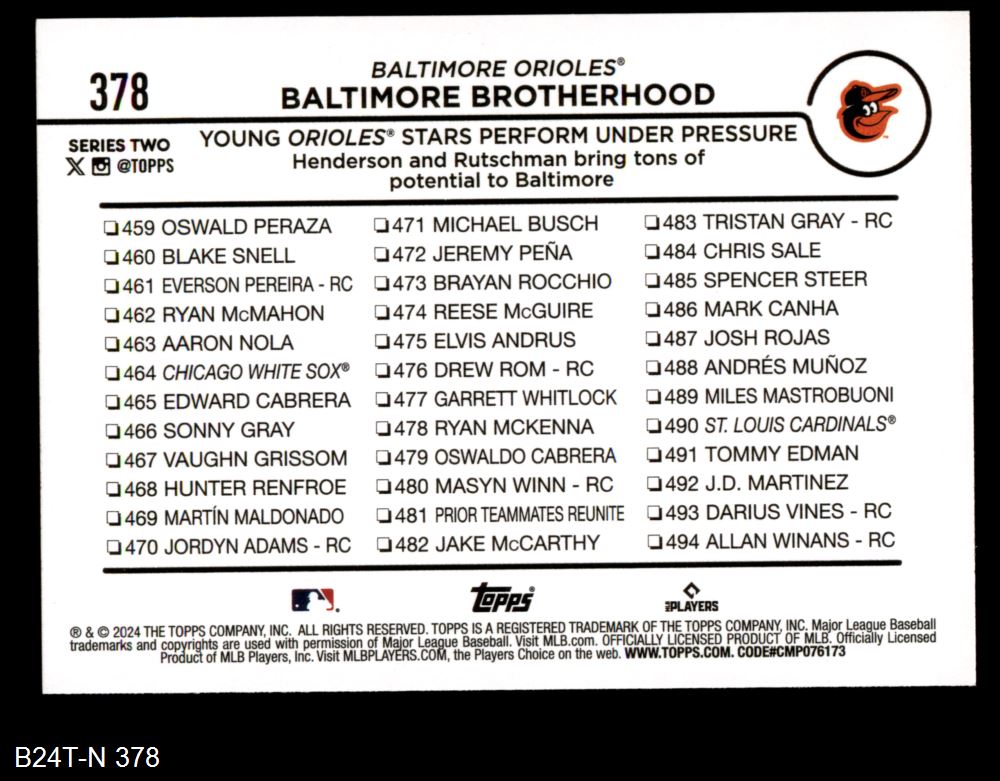 378
BALTIMORE ORIOLES®
BALTIMORE BROTHERHOOD
SERIES TWO
@TOPPS
YOUNG ORIOLES® STARS PERFORM UNDER PRESSURE
Henderson and Rutschman bring tons of
potential to Baltimore
❏459 OSWALD PERAZA
❏460 BLAKE SNELL
❏461 EVERSON PEREIRA - RC
❏462 RYAN McMAHON
❏463 AARON NOLA
❏464 CHICAGO WHITE SOX®
❏465 EDWARD CABRERA
❏466 SONNY GRAY
❏467 VAUGHN GRISSOM
❏468 HUNTER RENFROE
❏469 MARTÍN MALDONADO
❏470 JORDYN ADAMS - RC
❏471 MICHAEL BUSCH
❏472 JEREMY PEÑA
❏473 BRAYAN ROCCHIO
❏474 REESE McGUIRE
❏475 ELVIS ANDRUS
❏476 DREW ROM - RC
❏477 GARRETT WHITLOCK
❏478 RYAN MCKENNA
❏479 OSWALDO CABRERA
❏480 MASYN WINN - RC
❏481 PRIOR TEAMMATES REUNITE
❏482 JAKE McCARTHY
❏483 TRISTAN GRAY - RC
❏484 CHRIS SALE
❏485 SPENCER STEER
❏486 MARK CANHA
❏487 JOSH ROJAS
❏488 ANDRÉS MUÑOZ
❏489 MILES MASTROBUONI
❏490 ST. LOUIS CARDINALS®
❏491 TOMMY EDMAN
❏492 J.D. MARTINEZ
❏493 DARIUS VINES - RC
❏494 ALLAN WINANS - RC
topps®
MLB PLAYERS
® & © 2024 THE TOPPS COMPANY, INC. ALL RIGHTS RESERVED. TOPPS IS A REGISTERED TRADEMARK OF THE TOPPS COMPANY, INC. Major League Baseball
trademarks and copyrights are used with permission of Major League Baseball. Visit MLB.com. OFFICIALLY LICENSED PRODUCT OF MLB. Officially Licensed
Product of MLB Players, Inc. Visit MLBPLAYERS.COM, the Players Choice on the web. WWW.TOPPS.COM. CODE#CMP076173
B24T-N 378